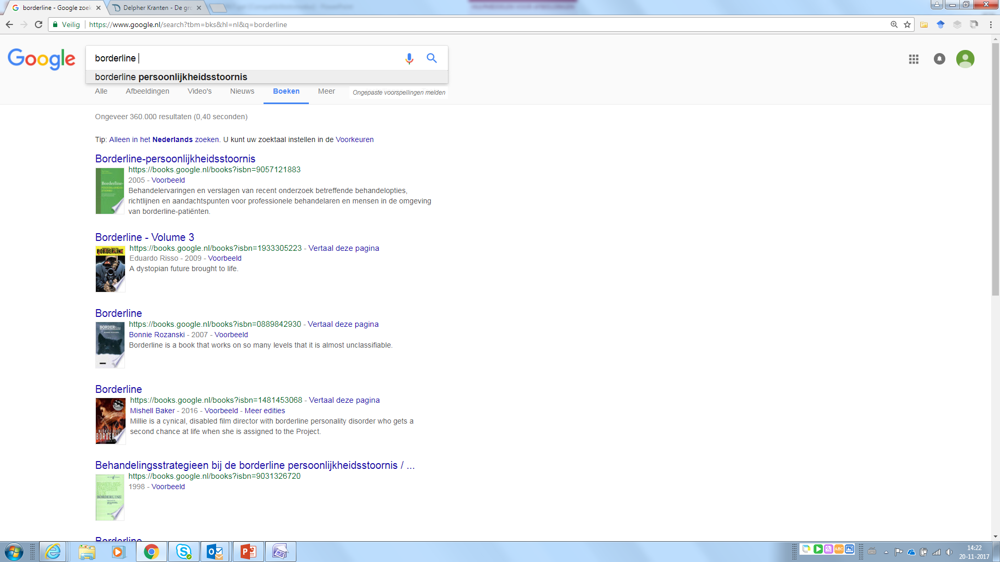 borderline - Google zoek
Delpher Kranten - De gro
Veilig
https://www.google.nl/search?tbm=bks&hl=nl&q=borderline
Google
borderline
borderline persoonlijkheidsstoornis
Alle Afbeeldingen Video's Nieuws Boeken Meer Ongepaste voorspellingen melden
Ongeveer 360.000 resultaten (0,40 seconden)
Tip: Alleen in het Nederlands zoeken. U kunt uw zoektaal instellen in de Voorkeuren
Borderline-persoonlijkheidsstoornis
https://books.google.nl/books?isbn=9057121883
2005 - Voorbeeld
Behandelervaringen en verslagen van recent onderzoek betreffende behandelopties,
richtlijnen en aandachtspunten voor professionele behandelaren en mensen in de omgeving
van borderline-patiënten.
Borderline - Volume 3
https://books.google.nl/books?isbn=1933305223 - Vertaal deze pagina
Eduardo Risso - 2009 - Voorbeeld
A dystopian future brought to life.
BORDERLINE
Borderline
https://books.google.nl/books?isbn=0889842930 - Vertaal deze pagina
Bonnie Rozanski - 2007 - Voorbeeld
Borderline is a book that works on so many levels that it is almost unclassifiable.
Borderline
https://books.google.nl/books?isbn=1481453068 - Vertaal deze pagina
Mishell Baker - 2016 - Voorbeeld - Meer edities
Millie is a cynical, disabled film director with borderline personality disorder who gets a
second chance at life when she is assigned to the Project.
Behandelingsstrategieen bij de borderline persoonlijkheidsstoornis / ...
https://books.google.nl/books?isbn=9031326720
1998 - Voorbeeld
BORDERLINE
Borderline
ABC
14:22
20-11-2017